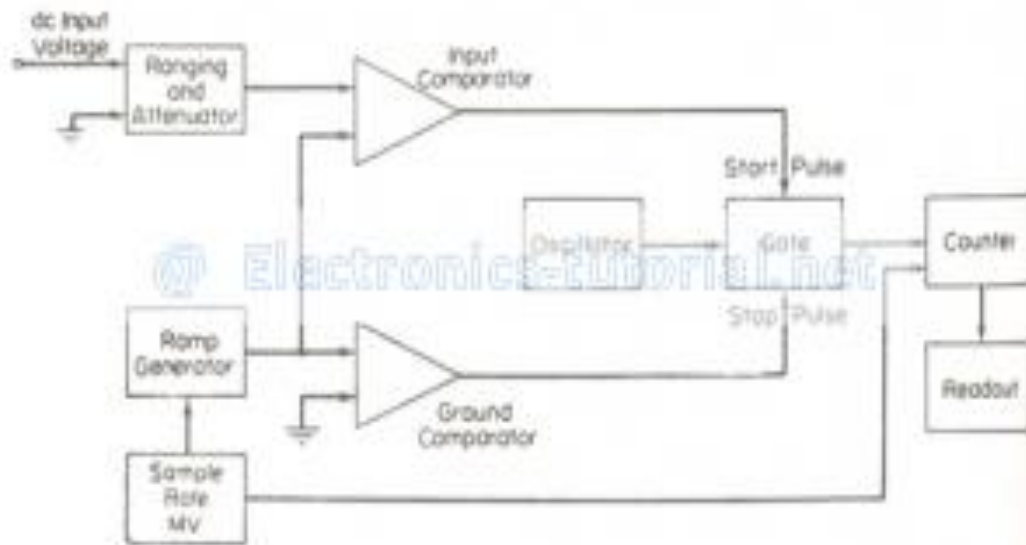 dc Input
Voltage
Ranging
and
Attenuator
Input
Comparator
Start Pulse
Oscillator
Gate
Counter
@ Electronics-tutorial.net
Stop Pulse
Ramp
Generator
Readout
Ground
Comparator
Sample
Rate
MV